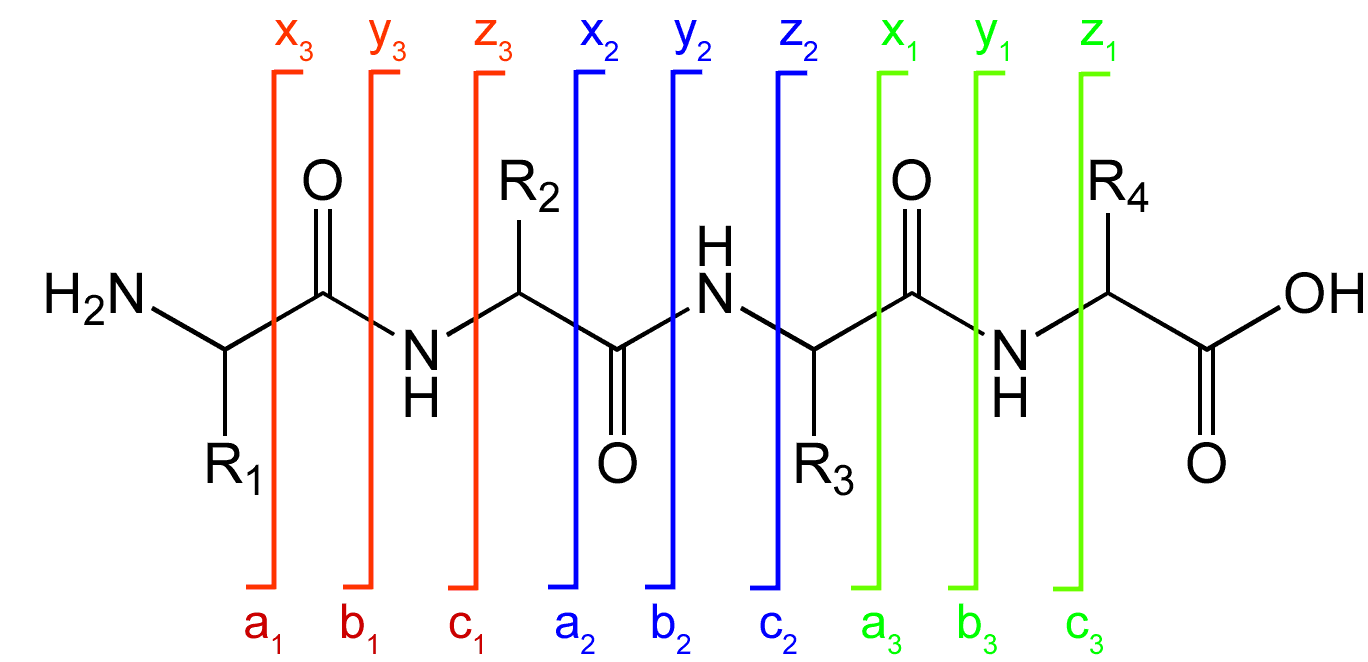 x₃ y₃ z₃ x₂ y₂ z₂ x₁ y₁ z₁
O R₂ O R₄
H
H₂N N OH
N N
H H
R₁ O R₃ O
a₁ b₁ c₁ a₂ b₂ c₂ a₃ b₃ c₃